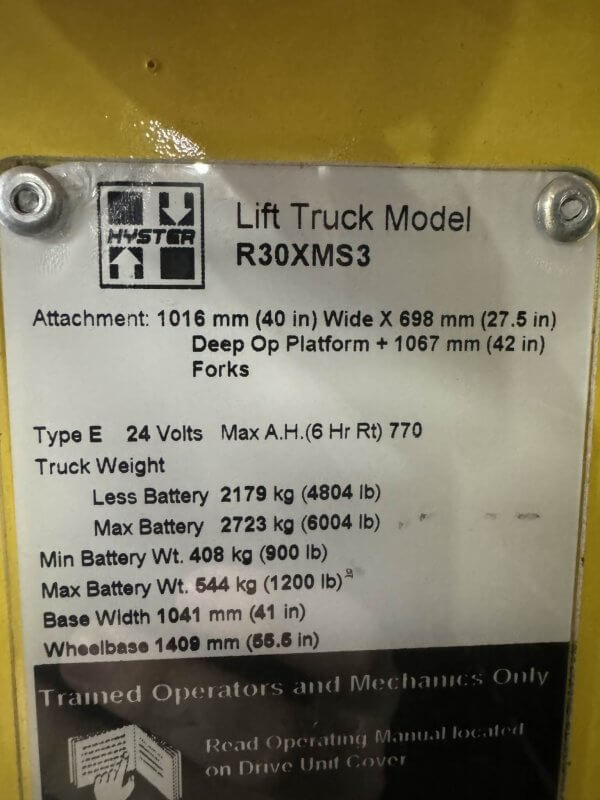 HYSTER
Lift Truck Model
R30XMS3
Attachment: 1016 mm (40 in) Wide X 698 mm (27.5 in)
Deep Op Platform + 1067 mm (42 in)
Forks
Type E 24 Volts Max A.H.(6 Hr Rt) 770
Truck Weight
Less Battery 2179 kg (4804 lb)
Max Battery 2723 kg (6004 lb)
Min Battery Wt. 408 kg (900 lb)
Max Battery Wt. 544 kg (1200 lb)
Base Width 1041 mm (41 in)
Wheelbase 1409 mm (55.5 in)
Trained Operators and Mechanics Only
Read Operating Manual located
on Drive Unit Cover